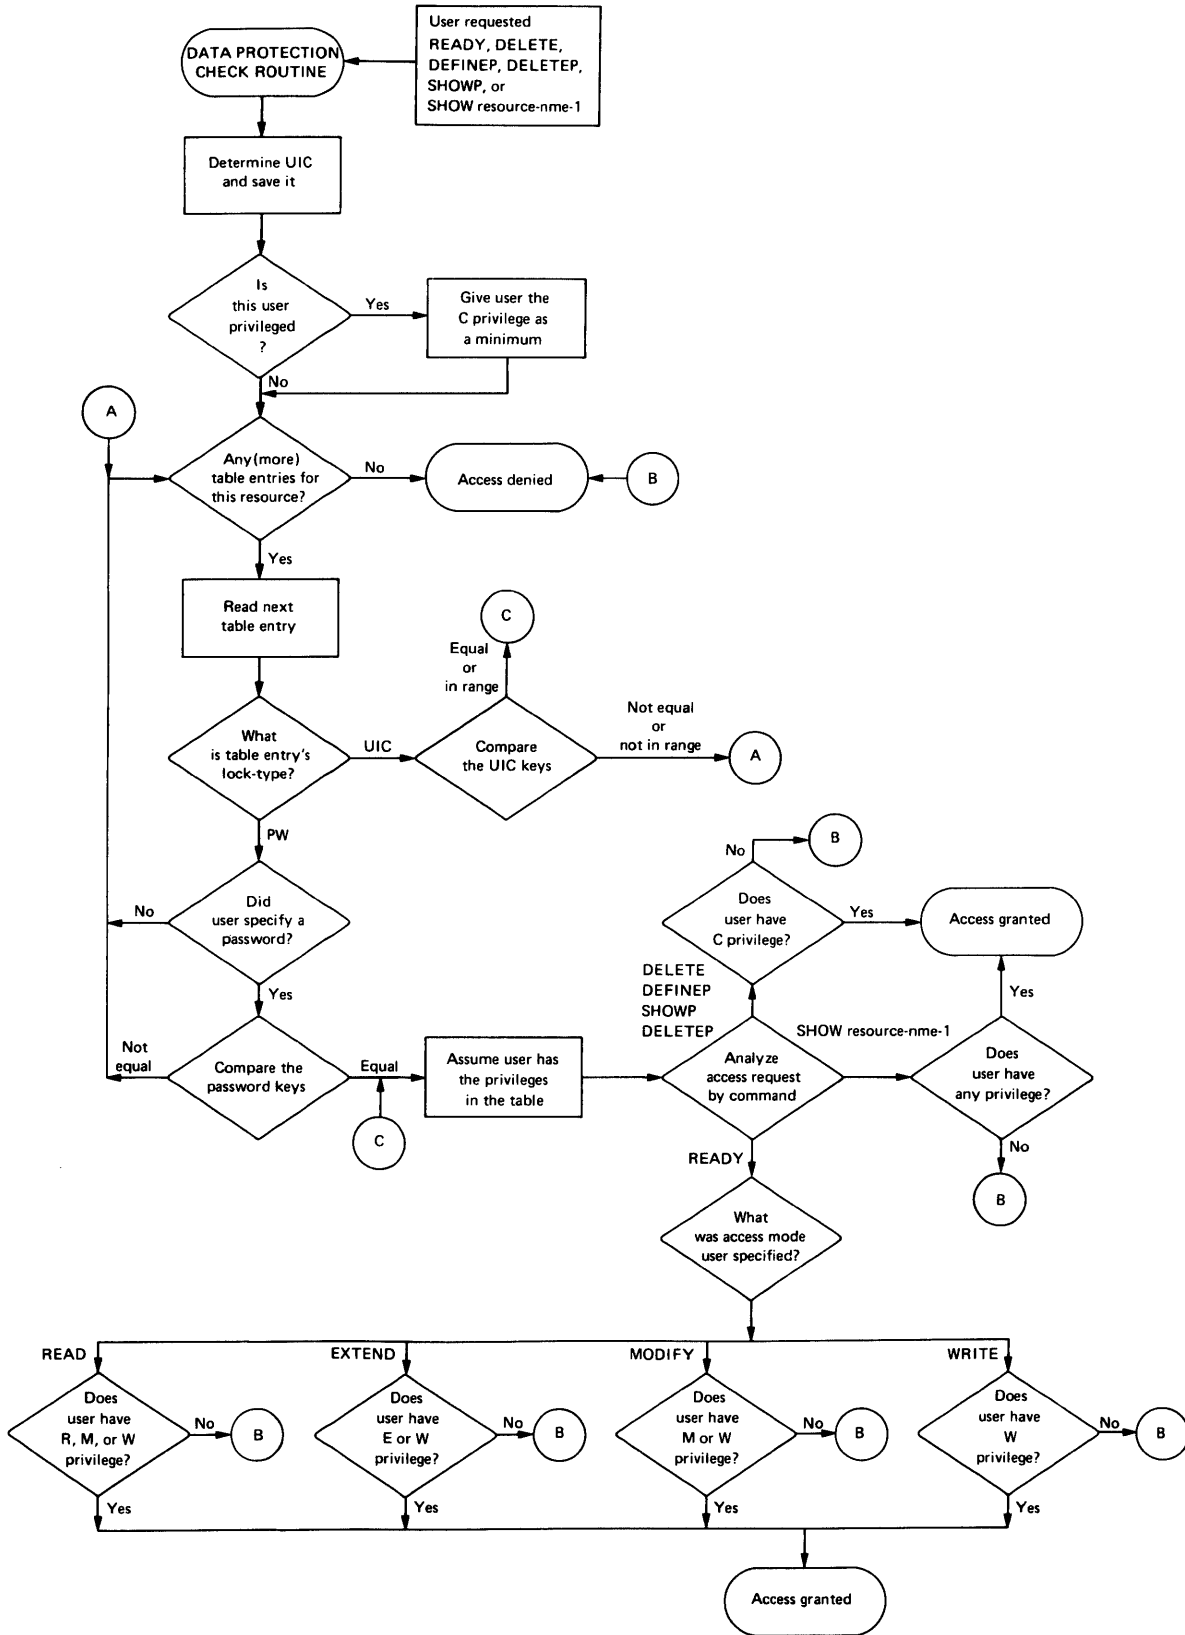 User requested
READY, DELETE,
DEFINEP, DELETEP,
SHOWP, or
SHOW resource-nme-1
DATA PROTECTION
CHECK ROUTINE
Determine UIC
and save it
Is
this user
privileged
?
Yes
Give user the
C privilege as
a minimum
No
A
Any (more)
table entries for
this resource?
No
Access denied
B
Yes
Read next
table entry
C
Equal
or
in range
What
is table entry's
lock-type?
UIC
Compare
the UIC keys
Not equal
or
not in range
A
PW
Did
user specify a
password?
No
Yes
Compare the
password keys
Not
equal
Equal
C
Assume user has
the privileges
in the table
Analyze
access request
by command
DELETE
DEFINEP
SHOWP
DELETEP
Does
user have
C privilege?
No
B
Yes
Access granted
SHOW resource-nme-1
Does
user have
any privilege?
Yes
No
B
READY
What
was access mode
user specified?
READ
Does
user have
R, M, or W
privilege?
No
B
Yes
EXTEND
Does
user have
E or W
privilege?
No
B
Yes
MODIFY
Does
user have
M or W
privilege?
No
B
Yes
WRITE
Does
user have
W
privilege?
No
B
Yes
Access granted